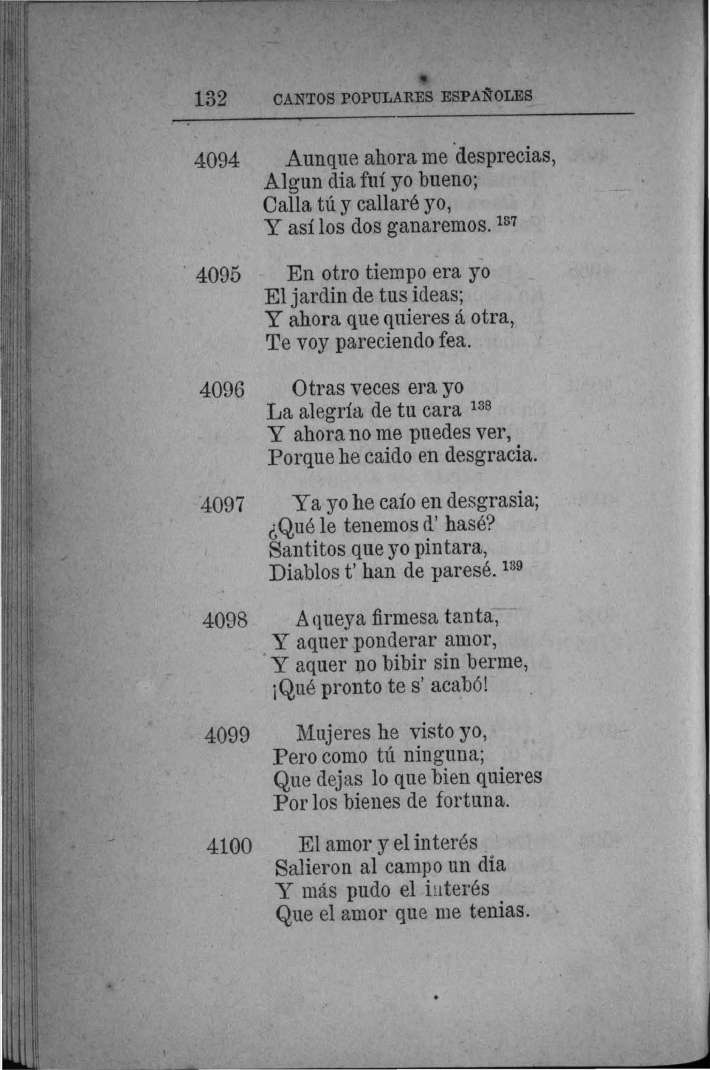 132 CANTOS POPULARES ESPAÑOLES
4094 Aunque ahora me desprecias,
Algun dia fuí yo bueno;
Calla tú y callaré yo,
Y así los dos ganaremos. 137
4095 En otro tiempo era yo
El jardin de tus ideas;
Y ahora que quieres á otra,
Te voy pareciendo fea.
4096 Otras veces era yo
La alegría de tu cara 138
Y ahora no me puedes ver,
Porque he caido en desgracia.
4097 Ya yo he caío en desgrasia;
¿Qué le tenemos d' hasé?
Santitos que yo pintara,
Diablos t' han de paresé. 139
4098 Aqueya firmesa tanta,
Y aquer ponderar amor,
Y aquer no bibir sin berme,
¡Qué pronto te s' acabó!
4099 Mujeres he visto yo,
Pero como tú ninguna;
Que dejas lo que bien quieres
Por los bienes de fortuna.
4100 El amor y el interés
Salieron al campo un día
Y más pudo el interés
Que el amor que me tenias.